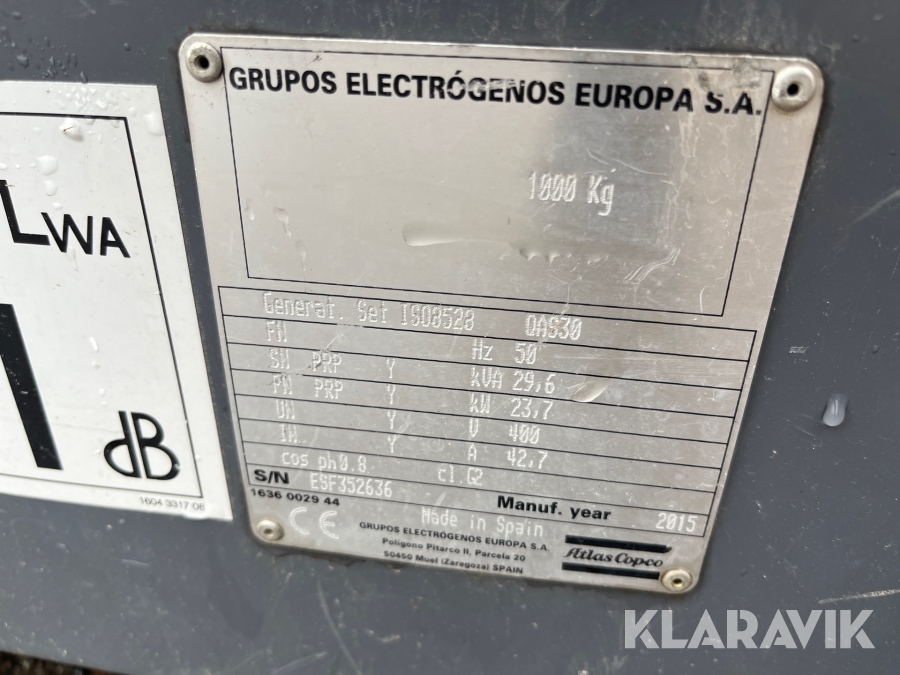 GRUPOS ELECTRÓGENOS EUROPA S.A.
1000 Kg
Generat. Set ISO8528 QAS30
FN Hz 50
SN PRP Y kVA 29,6
PN PRP Y kW 23,7
UN Y V 400
IN Y A 42,7
cos ph0.8 cl.G2
S/N ESF352636
1636 0029 44 Manuf. year 2015
CE Made in Spain
GRUPOS ELECTRÓGENOS EUROPA S.A.
Polígono Pitarco II, Parcela 20
50450 Muel (Zaragoza) SPAIN
Atlas Copco
LWA
dB
1604 3317 06
KLARAVIK